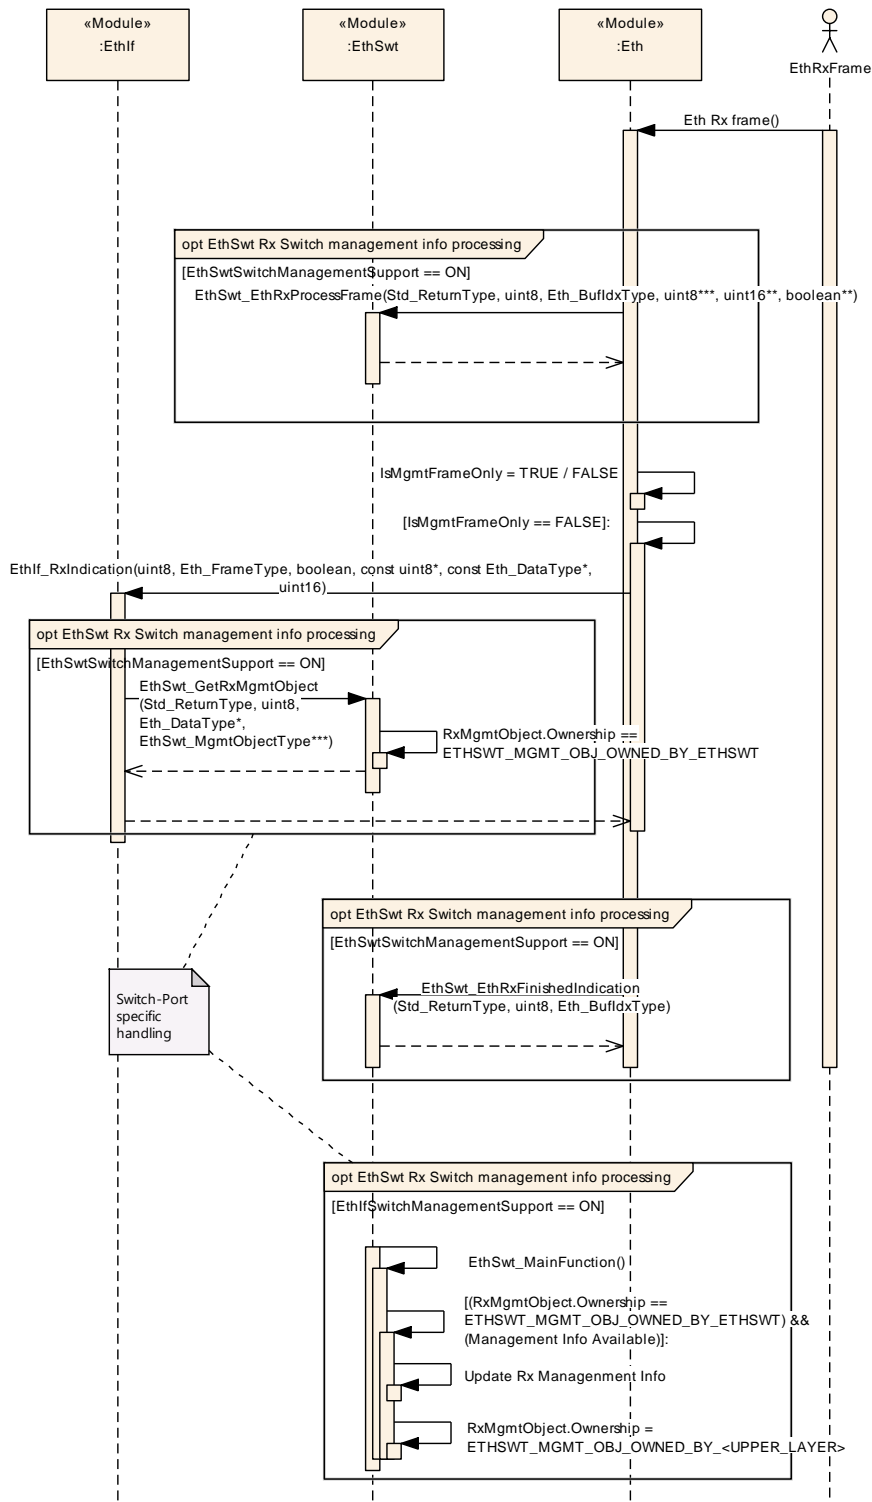 «Module»
:EthIf
«Module»
:EthSwt
«Module»
:Eth
EthRxFrame
Eth Rx frame()
opt EthSwt Rx Switch management info processing
[EthSwtSwitchManagementSupport == ON]
EthSwt_EthRxProcessFrame(Std_ReturnType, uint8, Eth_BufIdxType, uint8***, uint16**, boolean**)
IsMgmtFrameOnly = TRUE / FALSE
[IsMgmtFrameOnly == FALSE]:
EthIf_RxIndication(uint8, Eth_FrameType, boolean, const uint8*, const Eth_DataType*,
uint16)
opt EthSwt Rx Switch management info processing
[EthSwtSwitchManagementSupport == ON]
EthSwt_GetRxMgmtObject
(Std_ReturnType, uint8,
Eth_DataType*,
EthSwt_MgmtObjectType***)
RxMgmtObject.Ownership ==
ETHSWT_MGMT_OBJ_OWNED_BY_ETHSWT
opt EthSwt Rx Switch management info processing
[EthSwtSwitchManagementSupport == ON]
EthSwt_EthRxFinishedIndication
(Std_ReturnType, uint8, Eth_BufIdxType)
Switch-Port
specific
handling
opt EthSwt Rx Switch management info processing
[EthIfSwitchManagementSupport == ON]
EthSwt_MainFunction()
[(RxMgmtObject.Ownership ==
ETHSWT_MGMT_OBJ_OWNED_BY_ETHSWT) &&
(Management Info Available)]:
Update Rx Managenment Info
RxMgmtObject.Ownership =
ETHSWT_MGMT_OBJ_OWNED_BY_<UPPER_LAYER>